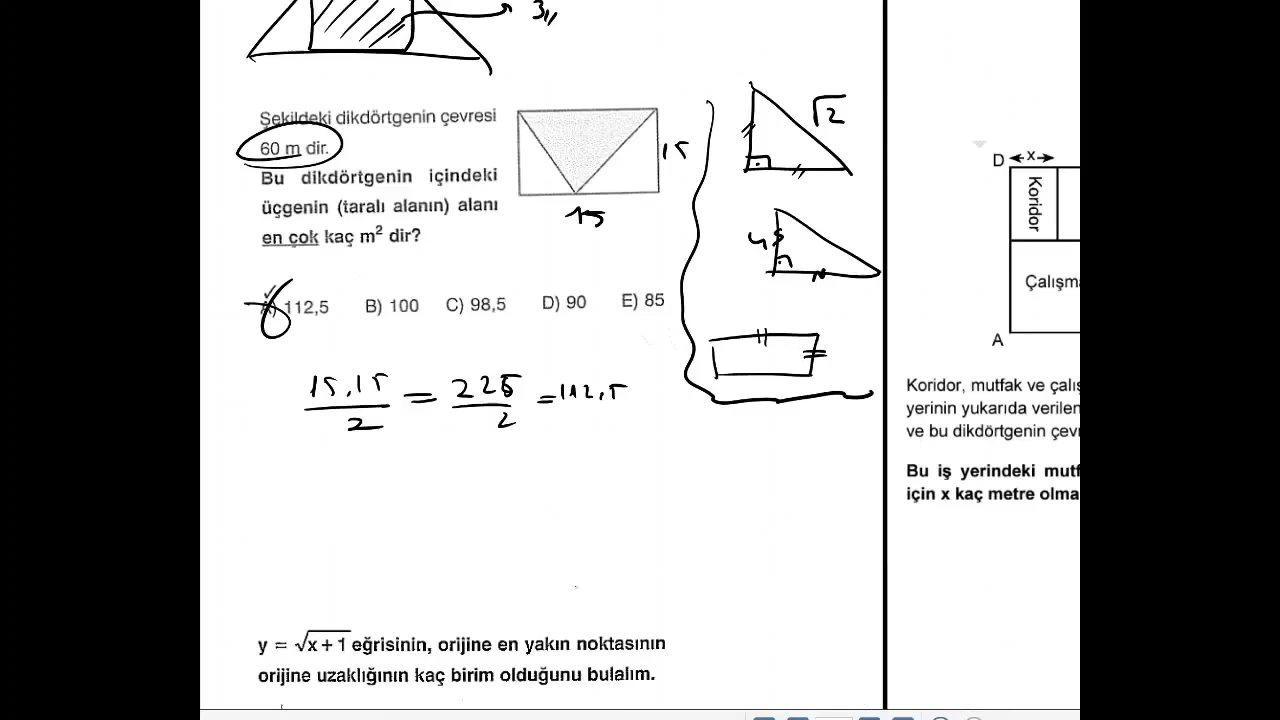 3,,
Şekildeki dikdörtgenin çevresi
60 m dir.
Bu dikdörtgenin içindeki
üçgenin (taralı alanın) alanı
en çok kaç m² dir?
15
15
A) 112,5 B) 100 C) 98,5 D) 90 E) 85
15.15/2 = 225/2 = 112,5
√2
y = √x + 1 eğrisinin, orijine en yakın noktasının
orijine uzaklığının kaç birim olduğunu bulalım.
D x
Koridor
Çalışma
A
Koridor, mutfak ve çalış
yerinin yukarıda verilen
ve bu dikdörtgenin çevr
Bu iş yerindeki mutf
için x kaç metre olma